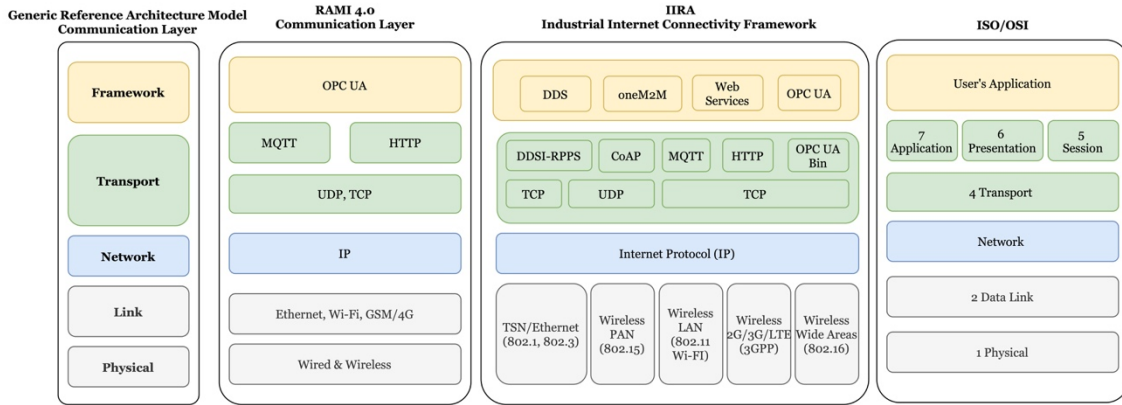 Generic Reference Architecture Model
Communication Layer
Framework
Transport
Network
Link
Physical
RAMI 4.0
Communication Layer
OPC UA
MQTT
HTTP
UDP, TCP
IP
Ethernet, Wi-Fi, GSM/4G
Wired & Wireless
IIRA
Industrial Internet Connectivity Framework
DDS
oneM2M
Web
Services
OPC UA
DDSI-RPPS
CoAP
MQTT
HTTP
OPC UA
Bin
TCP
UDP
TCP
Internet Protocol (IP)
TSN/Ethernet
(802.1, 802.3)
Wireless
PAN
(802.15)
Wireless
LAN
(802.11
Wi-FI)
Wireless
2G/3G/LTE
(3GPP)
Wireless
Wide Areas
(802.16)
ISO/OSI
User's Application
7
Application
6
Presentation
5
Session
4 Transport
Network
2 Data Link
1 Physical